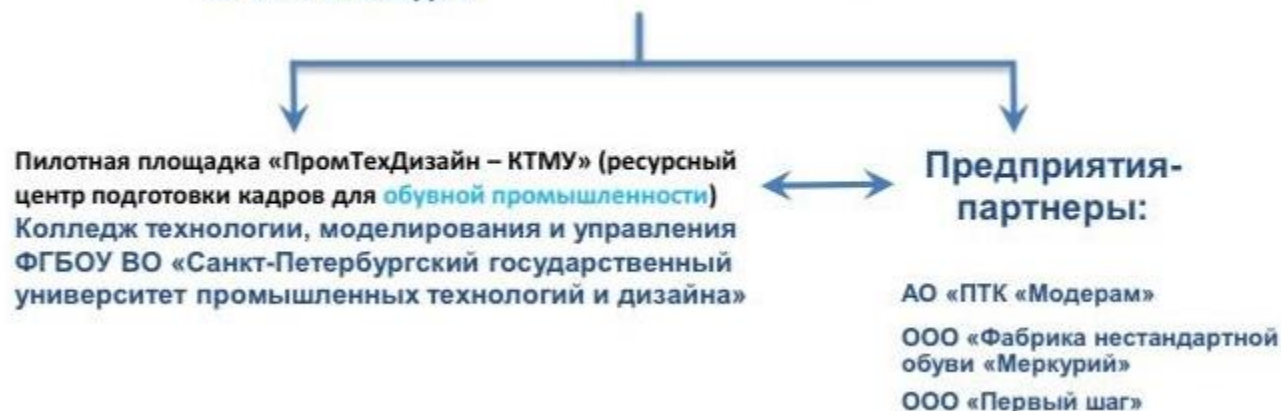 Пилотная площадка «ПромТехДизайн – КТМУ» (ресурсный
центр подготовки кадров для обувной промышленности)
Колледж технологии, моделирования и управления
ФГБОУ ВО «Санкт-Петербургский государственный
университет промышленных технологий и дизайна»
Предприятия-
партнеры:
АО «ПТК «Модерам»
ООО «Фабрика нестандартной
обуви «Меркурий»
ООО «Первый шаг»